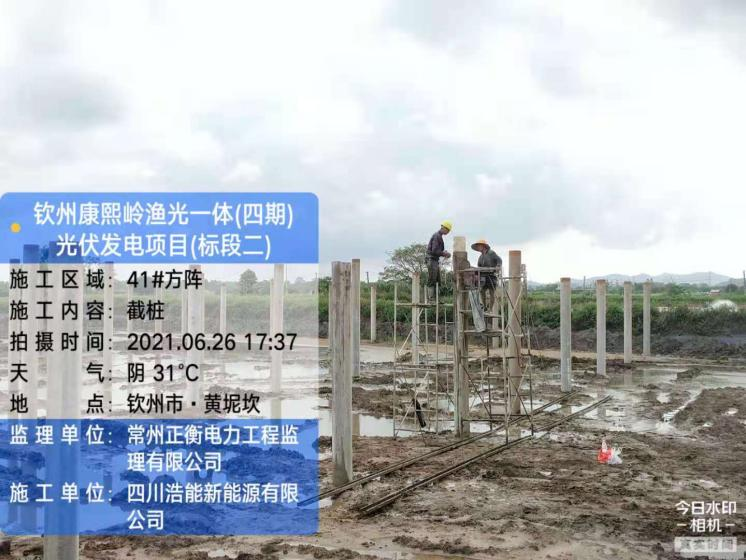 钦州康熙岭渔光一体(四期)
光伏发电项目(标段二)
施工区域：41#方阵
施工内容：截桩
拍摄时间：2021.06.26 17:37
天气：阴 31℃
地点：钦州市·黄坭坎
监理单位：常州正衡电力工程监
理有限公司
施工单位：四川浩能新能源有限
公司
今日水印
-相机-
真实时间